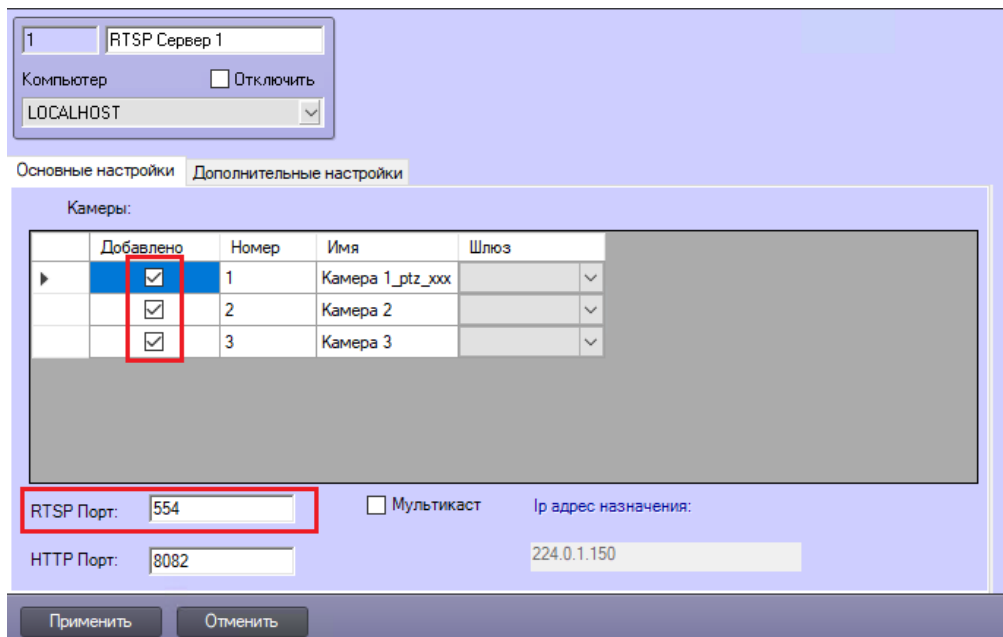 1 RTSP Сервер 1
Компьютер Отключить
LOCALHOST
Основные настройки Дополнительные настройки
Камеры:
Добавлено Номер Имя Шлюз
1 Камера 1_ptz_xxx
2 Камера 2
3 Камера 3
RTSP Порт: 554 Мультикаст Ip адрес назначения:
HTTP Порт: 8082 224.0.1.150
Применить Отменить